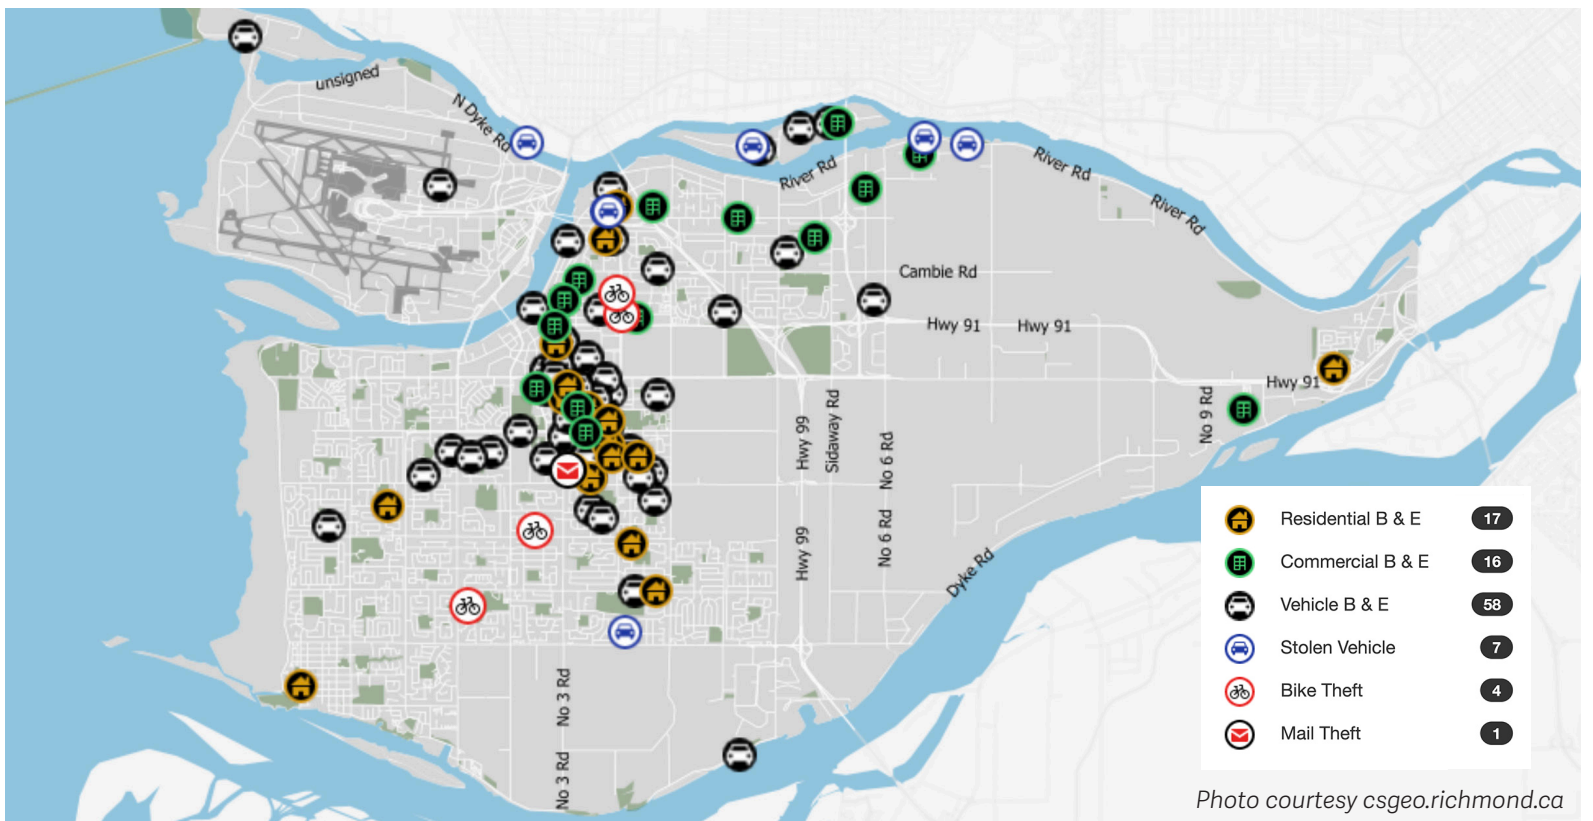 unsigned
N Dyke Rd
River Rd
River Rd
River Rd
Cambie Rd
Hwy 91
Hwy 91
Hwy 91
No 9 Rd
Hwy 99
Sidaway Rd
No 6 Rd
Hwy 99
No 6 Rd
Dyke Rd
No 3 Rd
No 3 Rd
Residential B & E 17
Commercial B & E 16
Vehicle B & E 58
Stolen Vehicle 7
Bike Theft 4
Mail Theft 1
Photo courtesy csgeo.richmond.ca